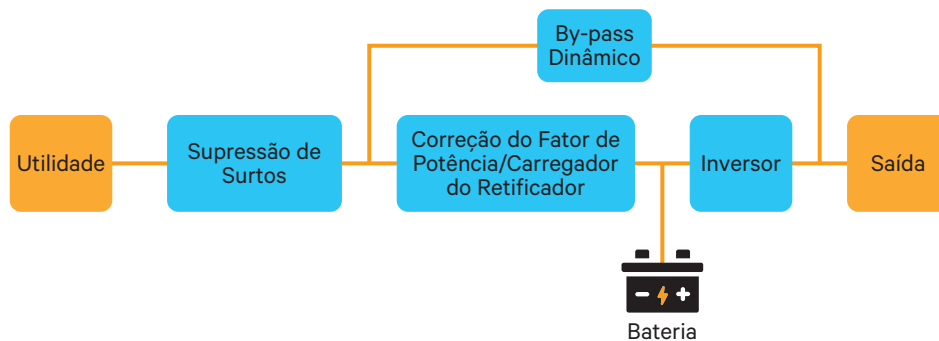 By-pass
Dinâmico
Utilidade
Supressão de
Surtos
Correção do Fator de
Potência/Carregador
do Retificador
Inversor
Saída
Bateria